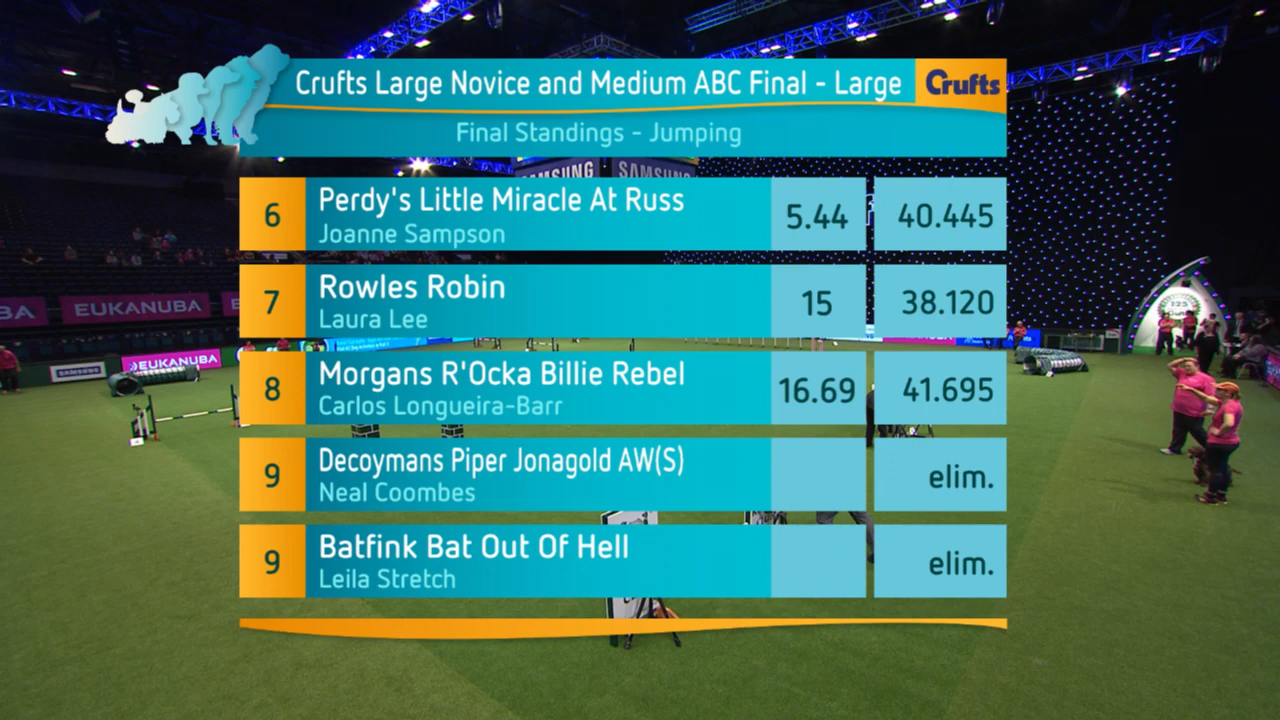 Crufts Large Novice and Medium ABC Final - Large
Crufts
Final Standings - Jumping
SAMSUNG
6
Perdy's Little Miracle At Russ
Joanne Sampson
5.44
40.445
7
Rowles Robin
Laura Lee
15
38.120
EUKANUBA
EUKANUBA
SAMSUNG
8
Morgans R'Ocka Billie Rebel
Carlos Longueira-Barr
16.69
41.695
9
Decoymans Piper Jonagold AW(S)
Neal Coombes
elim.
9
Batfink Bat Out Of Hell
Leila Stretch
elim.